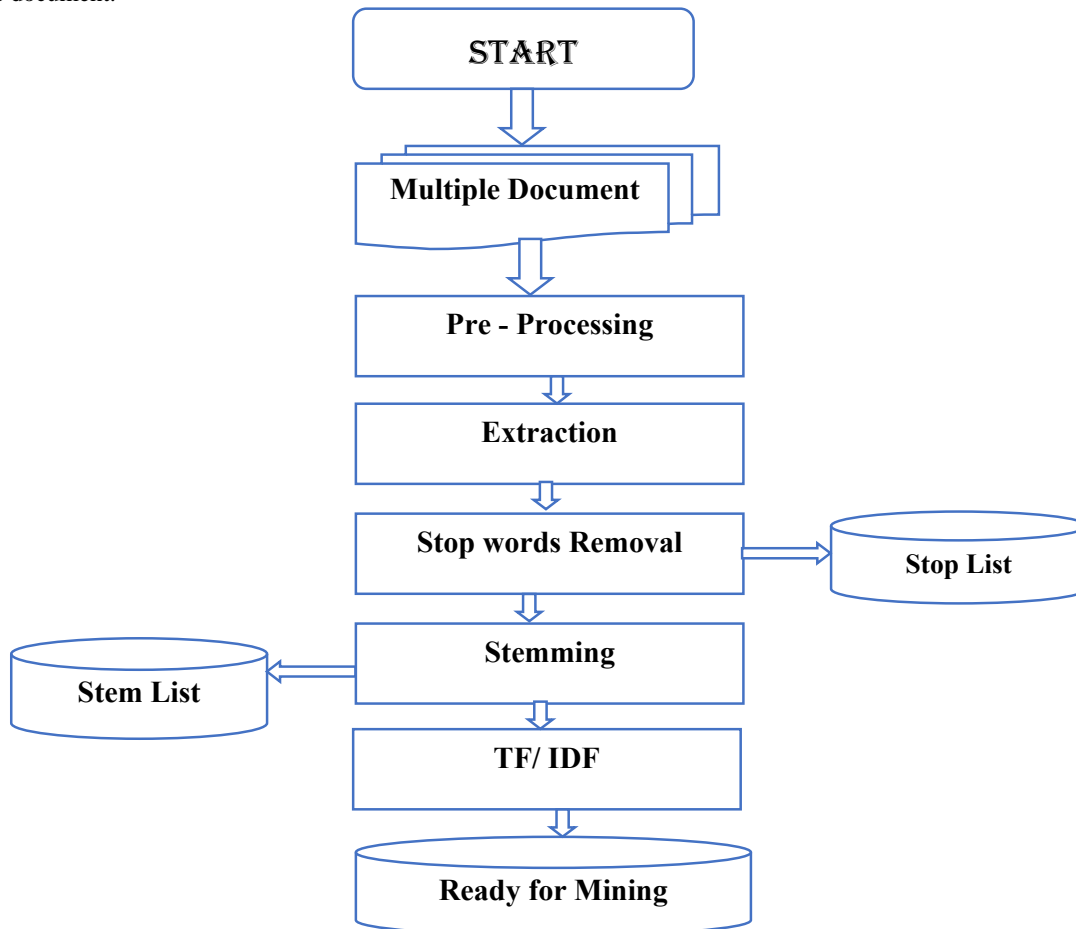 document.
START
Multiple Document
Pre - Processing
Extraction
Stop words Removal
Stop List
Stemming
Stem List
TF/ IDF
Ready for Mining